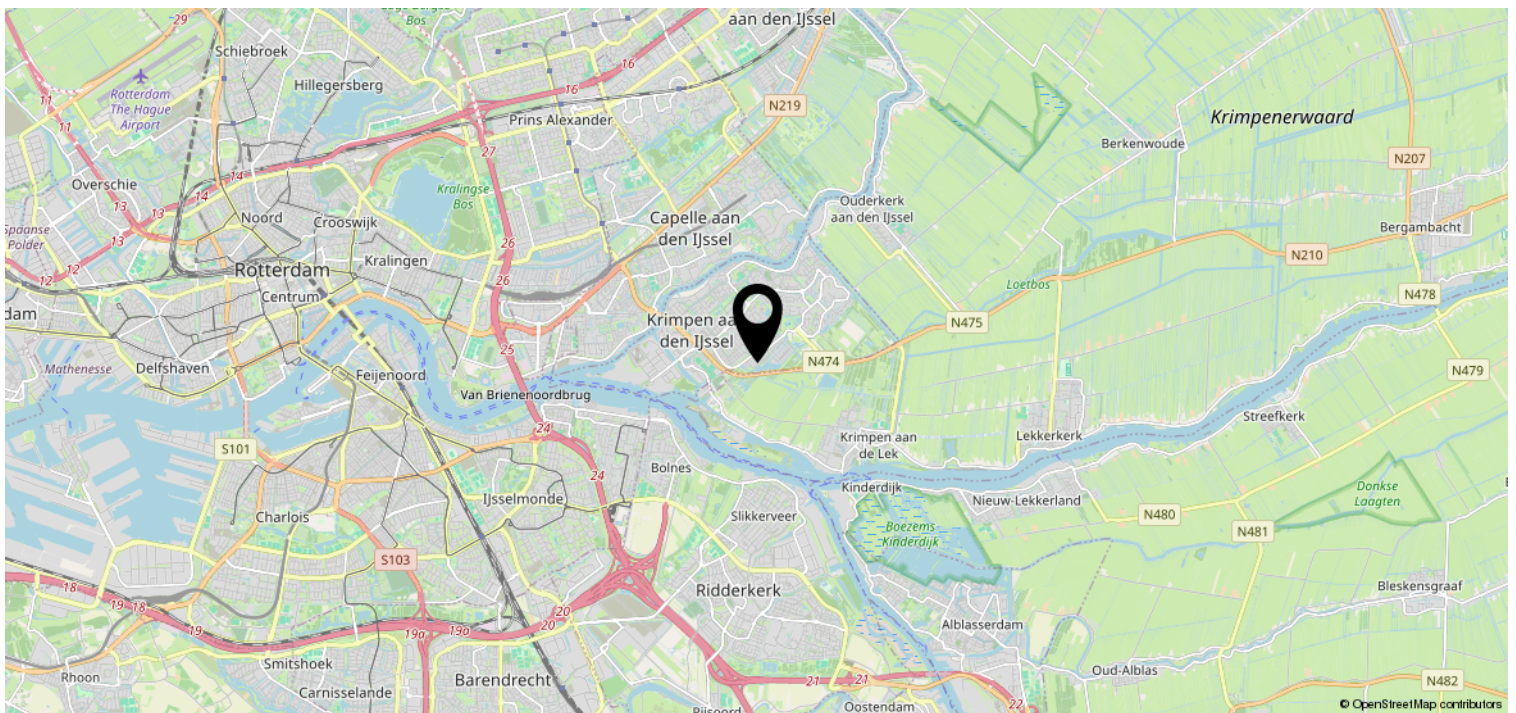 29
Bos
aan den IJssel
Schiebroek
16
Hillegersberg
16
Rotterdam
The Hague
Airport
11
11
N219
Prins Alexander
Krimpenerwaard
Berkenwoude
27
N207
14
14
Overschie
Kralingse
Bos
13
13
13
Noord
Crooswijk
Ouderkerk
aan den IJssel
Capelle aan
den IJssel
Bergambacht
Spaanse
Polder
26
12
12
Kralingen
Rotterdam
N210
26
Loetbos
Centrum
N478
dam
Krimpen aa
den IJssel
N475
25
N474
Delfshaven
Mathenesse
Feijenoord
N479
Van Brienenoordbrug
Streefkerk
24
S101
Krimpen aan
de Lek
Lekkerkerk
Bolnes
24
Kinderdijk
Donkse
Laagten
IJsselmonde
Nieuw-Lekkerland
Charlois
Slikkerveer
N480
Boezems
Kinderdijk
N481
S103
18
19
18
Ridderkerk
Bleskensgraaf
20
20
19
19a
19a
Alblasserdam
Smitshoek
Oud-Alblas
Rhoon
Barendrecht
21
21
N482
Carnisselande
22
Oostendam
Rijsoord
© OpenStreetMap contributors